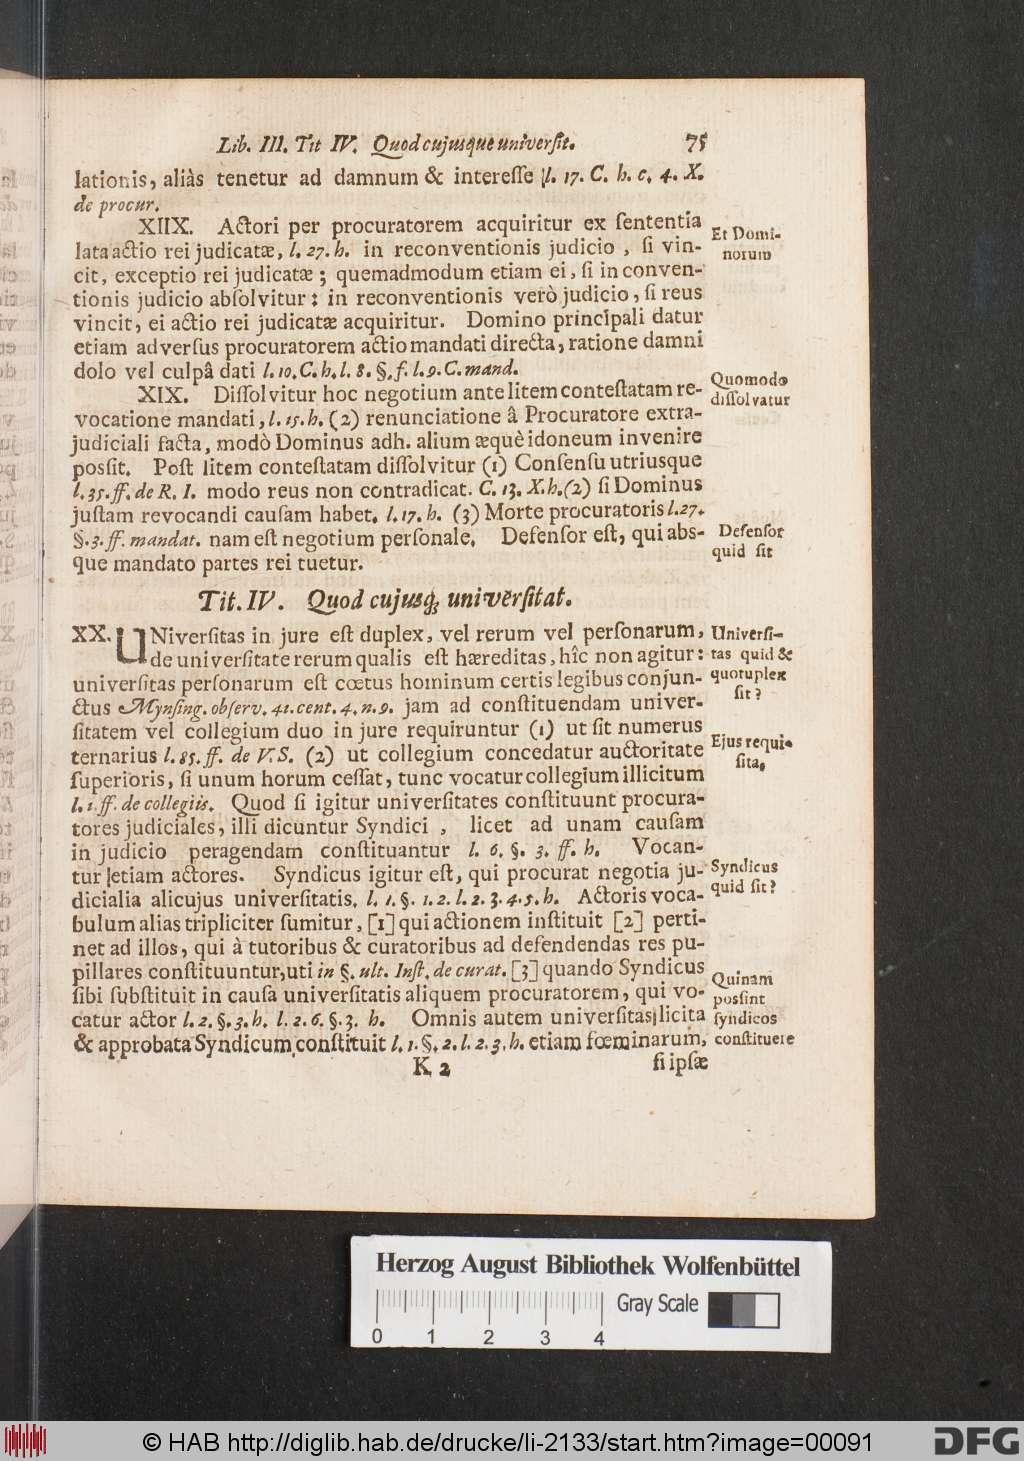 Lib. III. Tit IV. Quod cujusque universit. 75
lationis, aliàs tenetur ad damnum & interesse l. 17. C. h. c. 4. X.
de procur.
XIIX. Actori per procuratorem acquiritur ex sententia
lata actio rei judicatæ, l. 27. h. in reconventionis judicio, si vin-
cit, exceptio rei judicatæ; quemadmodum etiam ei, si in conven-
tionis judicio absolvitur: in reconventionis verò judicio, si reus
vincit, ei actio rei judicatæ acquiritur. Domino principali datur
etiam adversus procuratorem actio mandati directa, ratione damni
dolo vel culpâ dati l. 10. C. h. l. 8. §. f. l. 9. C. mand.
Et Domi-
norum
XIX. Dissolvitur hoc negotium ante litem contestatam re-
vocatione mandati, l. 15. h. (2) renunciatione â Procuratore extra-
judiciali facta, modò Dominus adh. alium æquè idoneum invenire
possit. Post litem contestatam dissolvitur (1) Consensu utriusque
l. 35. ff. de R. I. modo reus non contradicat. C. 13. X. h. (2) si Dominus
justam revocandi causam habet. l. 17. h. (3) Morte procuratoris l. 27.
§. 3. ff. mandat. nam est negotium personale. Defensor est, qui abs-
que mandato partes rei tuetur.
Quomodo
dissolvatur
Defensor
quid sit
Tit. IV. Quod cujusq; universitat.
XX. UNiversitas in jure est duplex, vel rerum vel personarum,
de universitate rerum qualis est hæreditas, hîc non agitur:
universitas personarum est cœtus hominum certis legibus conjun-
ctus Mynsing. observ. 41. cent. 4. n. 9. jam ad constituendam univer-
sitatem vel collegium duo in jure requiruntur (1) ut sit numerus
ternarius l. 85. ff. de V. S. (2) ut collegium concedatur auctoritate
superioris, si unum horum cessat, tunc vocatur collegium illicitum
l. 1. ff. de collegiis. Quod si igitur universitates constituunt procura-
tores judiciales, illi dicuntur Syndici, licet ad unam causam
in judicio peragendam constituantur l. 6. §. 3. ff. h. Vocan-
tur etiam actores. Syndicus igitur est, qui procurat negotia ju-
dicialia alicujus universitatis. l. 1. §. 1. 2. l. 2. 3. 4. 5. h. Actoris voca-
bulum alias tripliciter sumitur, [1] qui actionem instituit [2] perti-
net ad illos, qui à tutoribus & curatoribus ad defendendas res pu-
pillares constituuntur, uti in §. ult. Inst. de curat. [3] quando Syndicus
sibi substituit in causa universitatis aliquem procuratorem, qui vo-
catur actor l. 2. §. 3. h. l. 2. 6. §. 3. h. Omnis autem universitas licita
& approbata Syndicum constituit l. 1. §. 2. l. 2. 3. h. etiam fœminarum,
Universi-
tas quid &
quotuplex
sit?
Ejus requi-
sita.
Syndicus
quid sit?
Quinam
possint
syndicos
constituere
K 2 si ipsæ
Herzog August Bibliothek Wolfenbüttel
0 1 2 3 4 Gray Scale
© HAB http://diglib.hab.de/drucke/li-2133/start.htm?image=00091 DFG